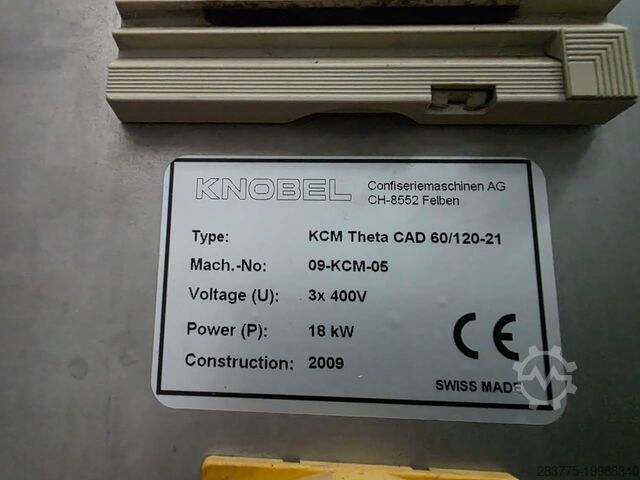 KNOBEL Confiseriemaschinen AG
CH-8552 Felben
Type: KCM Theta CAD 60/120-21
Mach.-No: 09-KCM-05
Voltage (U): 3x 400V
Power (P): 18 kW
Construction: 2009
CE
SWISS MADE
283775-19988340